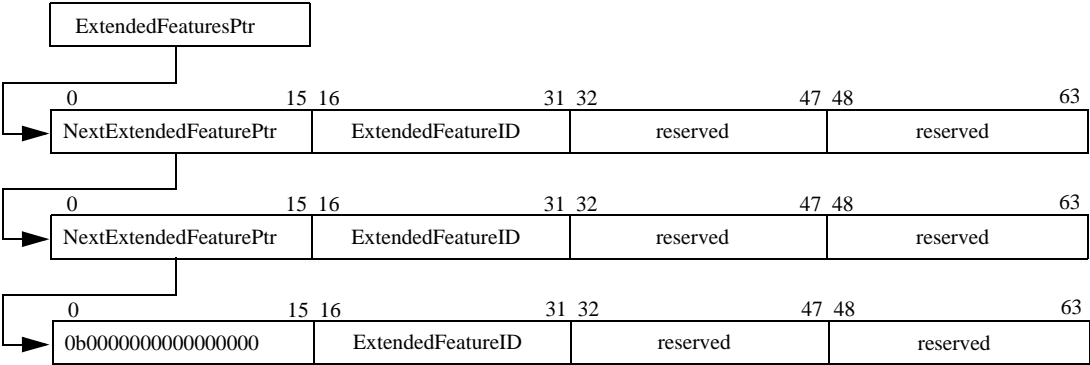 ExtendedFeaturesPtr
0 15 16 31 32 47 48 63
NextExtendedFeaturePtr ExtendedFeatureID reserved reserved
0 15 16 31 32 47 48 63
NextExtendedFeaturePtr ExtendedFeatureID reserved reserved
0 15 16 31 32 47 48 63
0b0000000000000000 ExtendedFeatureID reserved reserved